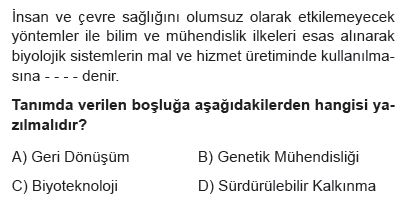 İnsan ve çevre sağlığını olumsuz olarak etkilemeyecek
yöntemler ile bilim ve mühendislik ilkeleri esas alınarak
biyolojik sistemlerin mal ve hizmet üretiminde kullanılma-
sına - - - - denir.
Tanımda verilen boşluğa aşağıdakilerden hangisi ya-
zılmalıdır?
A) Geri Dönüşüm B) Genetik Mühendisliği
C) Biyoteknoloji D) Sürdürülebilir Kalkınma